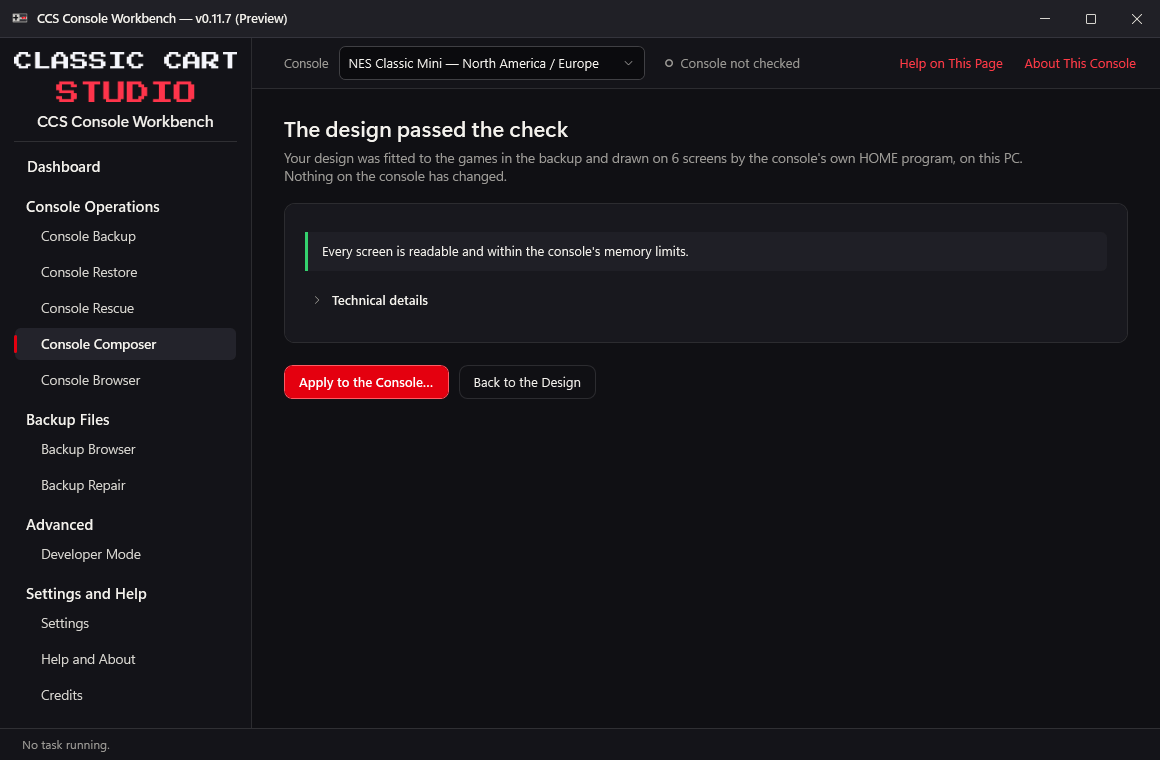 CCS Console Workbench — v0.11.7 (Preview)
CLASSIC CART
STUDIO
CCS Console Workbench
Dashboard
Console Operations
Console Backup
Console Restore
Console Rescue
Console Composer
Console Browser
Backup Files
Backup Browser
Backup Repair
Advanced
Developer Mode
Settings and Help
Settings
Help and About
Credits
Console
NES Classic Mini — North America / Europe
Console not checked
Help on This Page
About This Console
The design passed the check
Your design was fitted to the games in the backup and drawn on 6 screens by the console's own HOME program, on this PC.
Nothing on the console has changed.
Every screen is readable and within the console's memory limits.
Technical details
Apply to the Console...
Back to the Design
No task running.